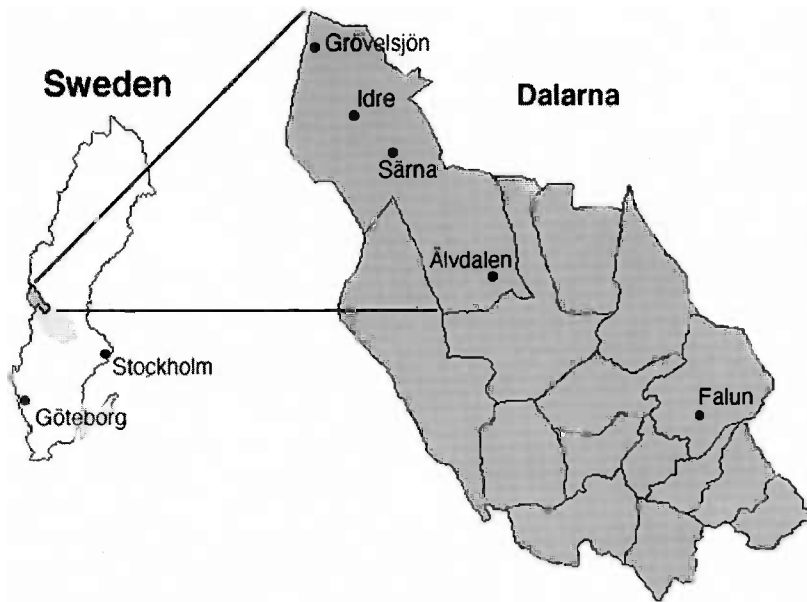 Sweden
Stockholm
Göteborg
Dalarna
Grövelsjön
Idre
Särna
Älvdalen
Falun